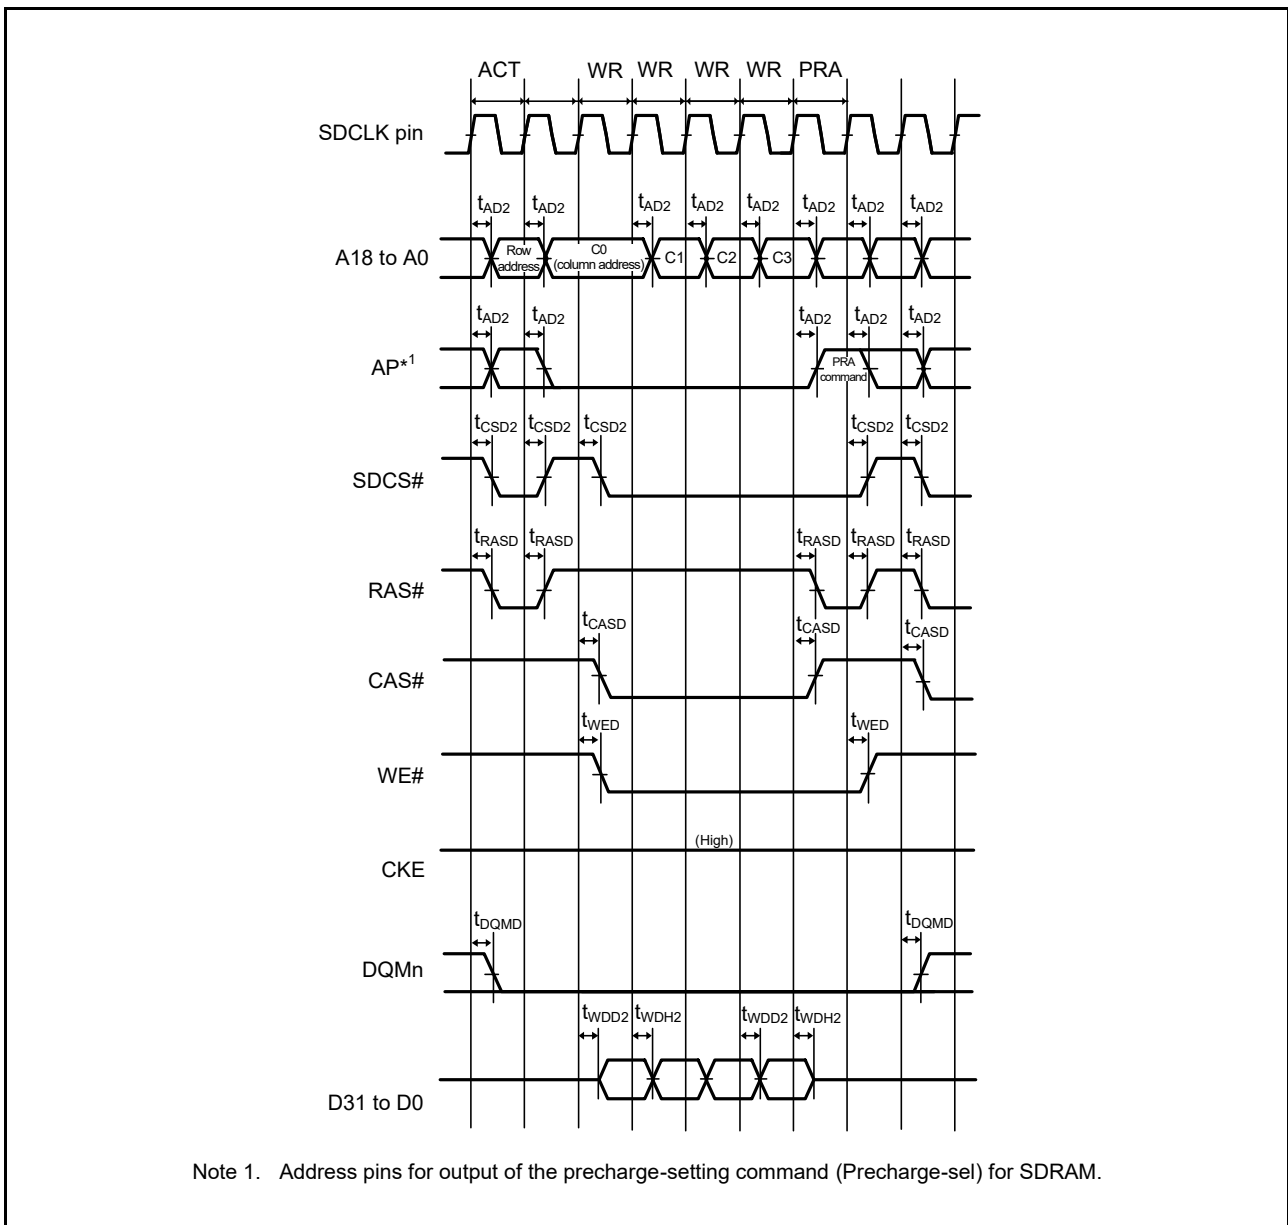 ACT WR WR WR WR PRA
SDCLK pin
tAD2 tAD2 tAD2 tAD2 tAD2 tAD2 tAD2 tAD2
A18 to A0
Row
address
C0
(column address)
C1 C2 C3
tAD2 tAD2 tAD2 tAD2 tAD2
AP*1
PRA
command
tCSD2 tCSD2 tCSD2 tCSD2 tCSD2
SDCS#
tRASD tRASD tRASD tRASD tRASD
RAS#
tCASD tCASD tCASD
CAS#
tWED tWED
WE#
(High)
CKE
tDQMD tDQMD
DQMn
tWDD2 tWDH2 tWDD2 tWDH2
D31 to D0
Note 1. Address pins for output of the precharge-setting command (Precharge-sel) for SDRAM.